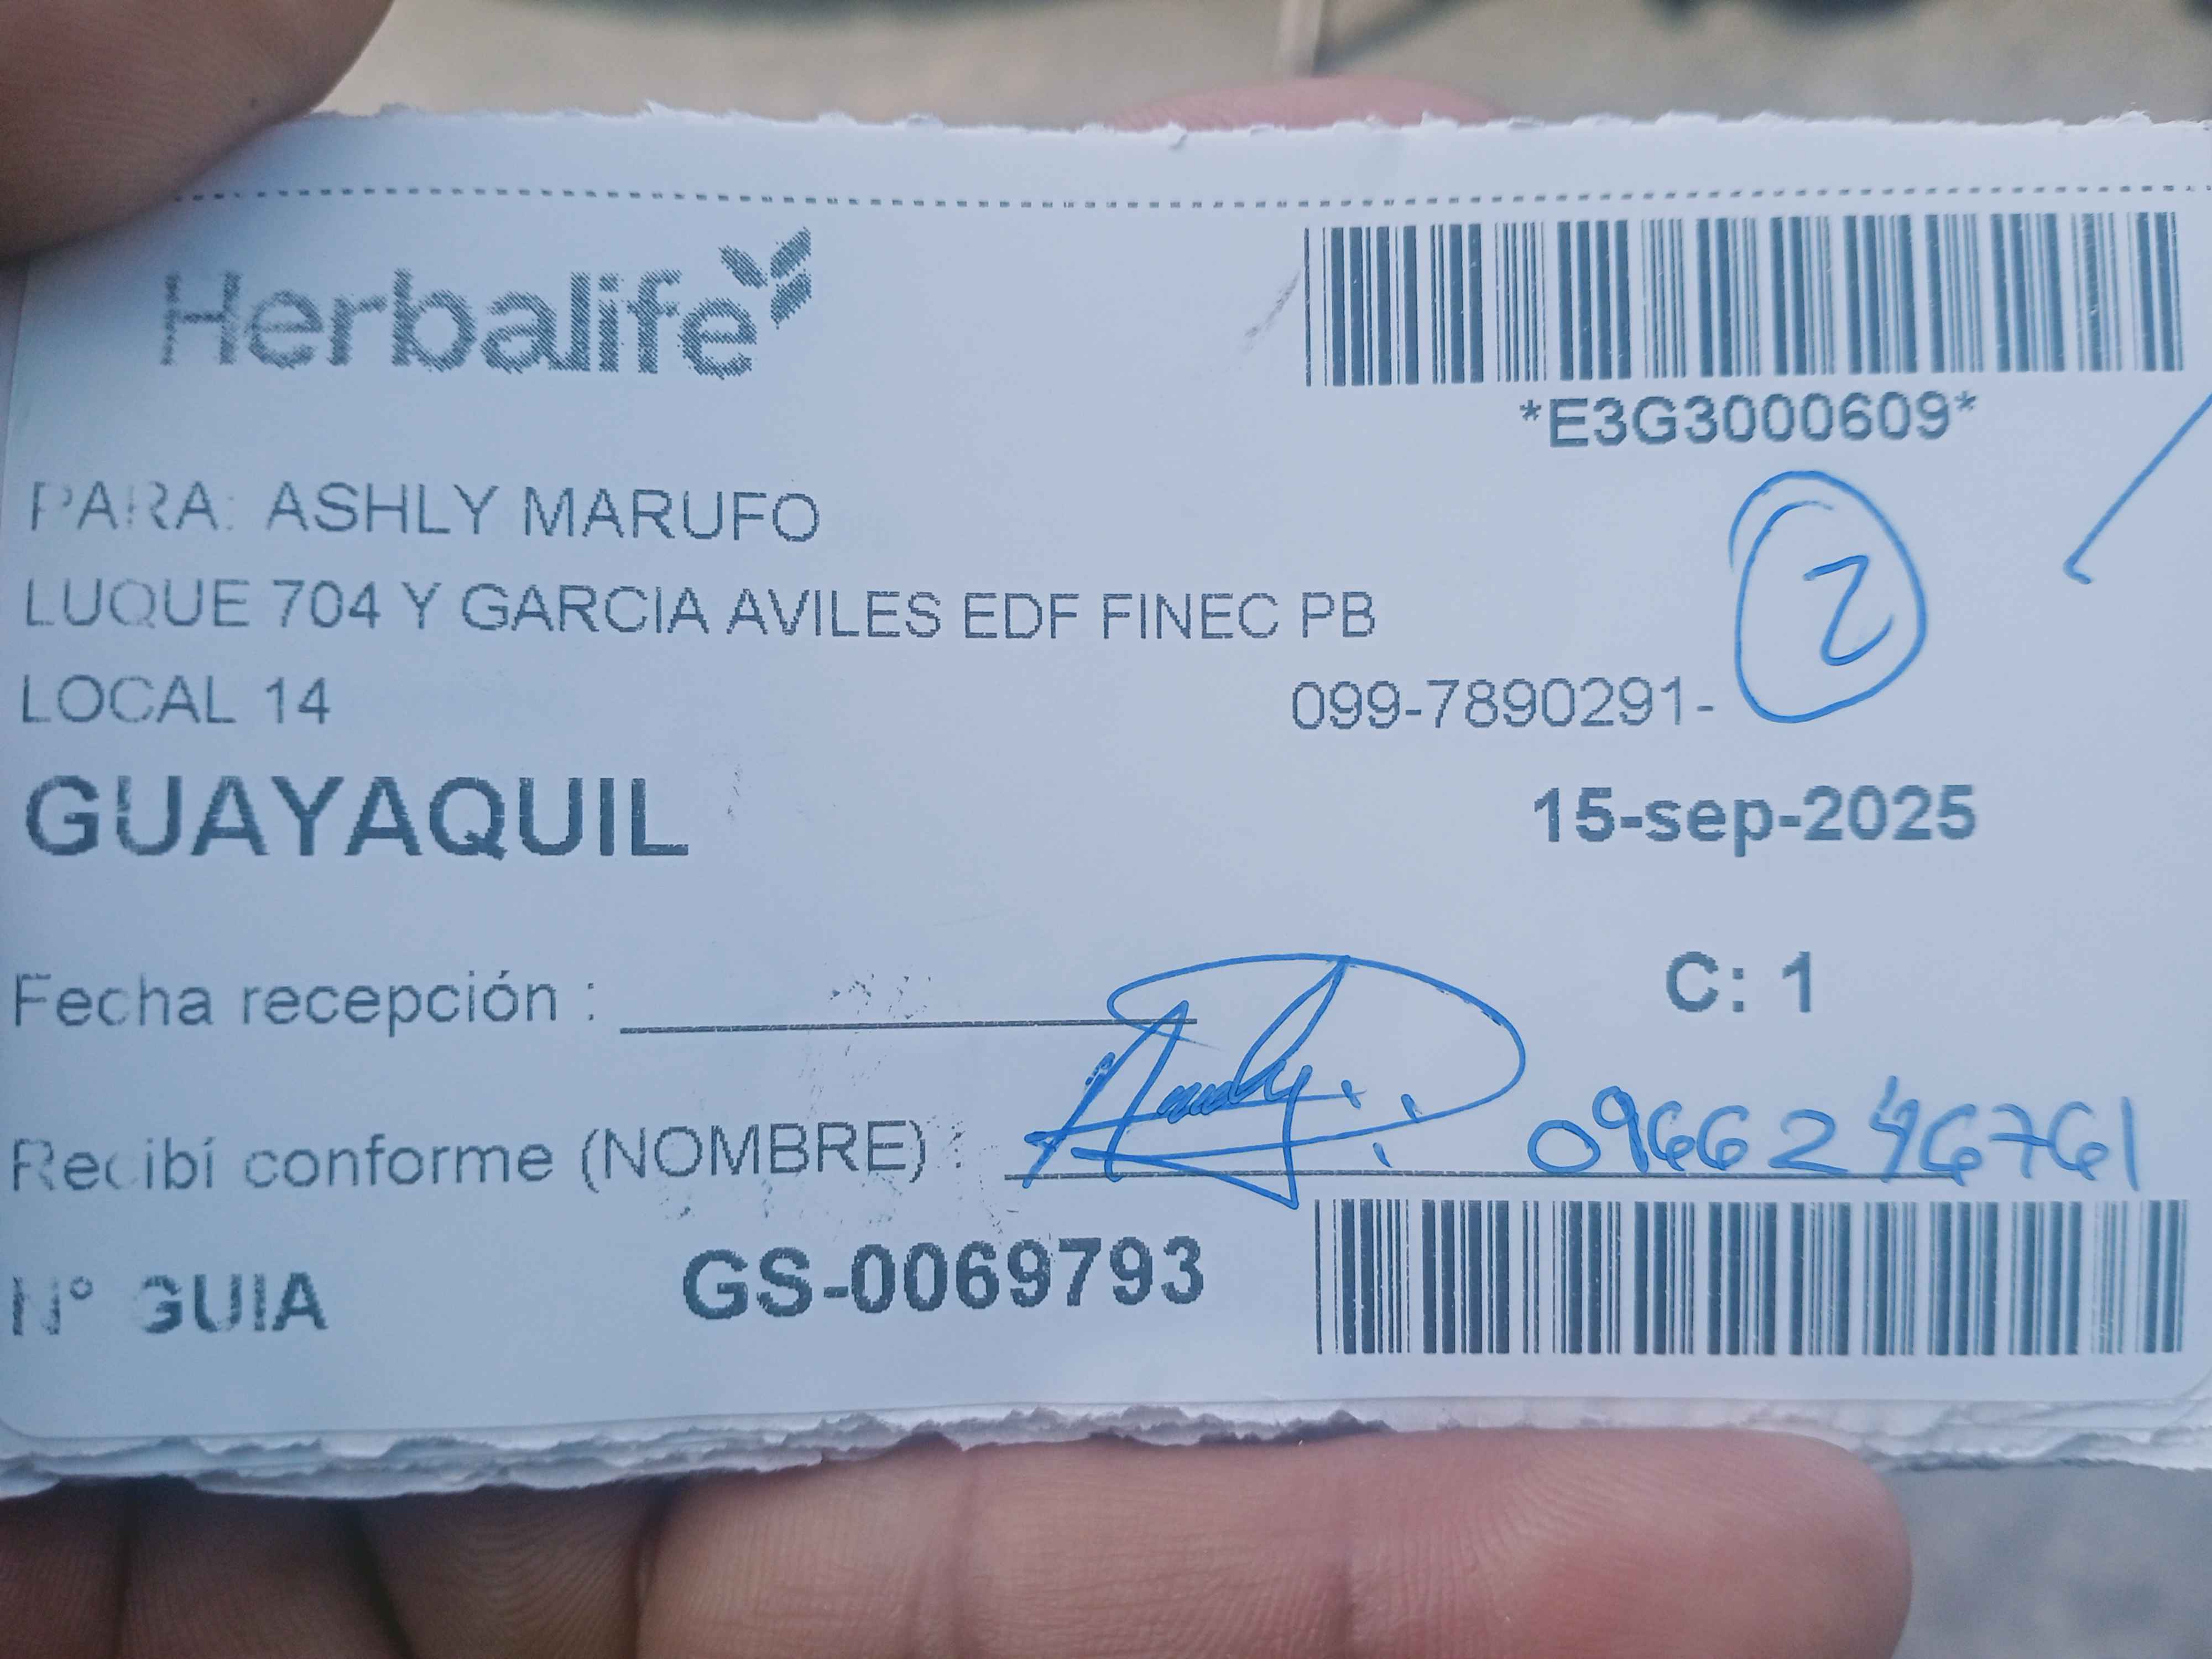 Herbalife
*E3G3000609*
PARA: ASHLY MARUFO
2
LUQUE 704 Y GARCIA AVILES EDF FINEC PB
LOCAL 14
099-7890291-
GUAYAQUIL
15-sep-2025
Fecha recepción :
C: 1
Recibí conforme (NOMBRE) :
0966246761
N° GUIA
GS-0069793